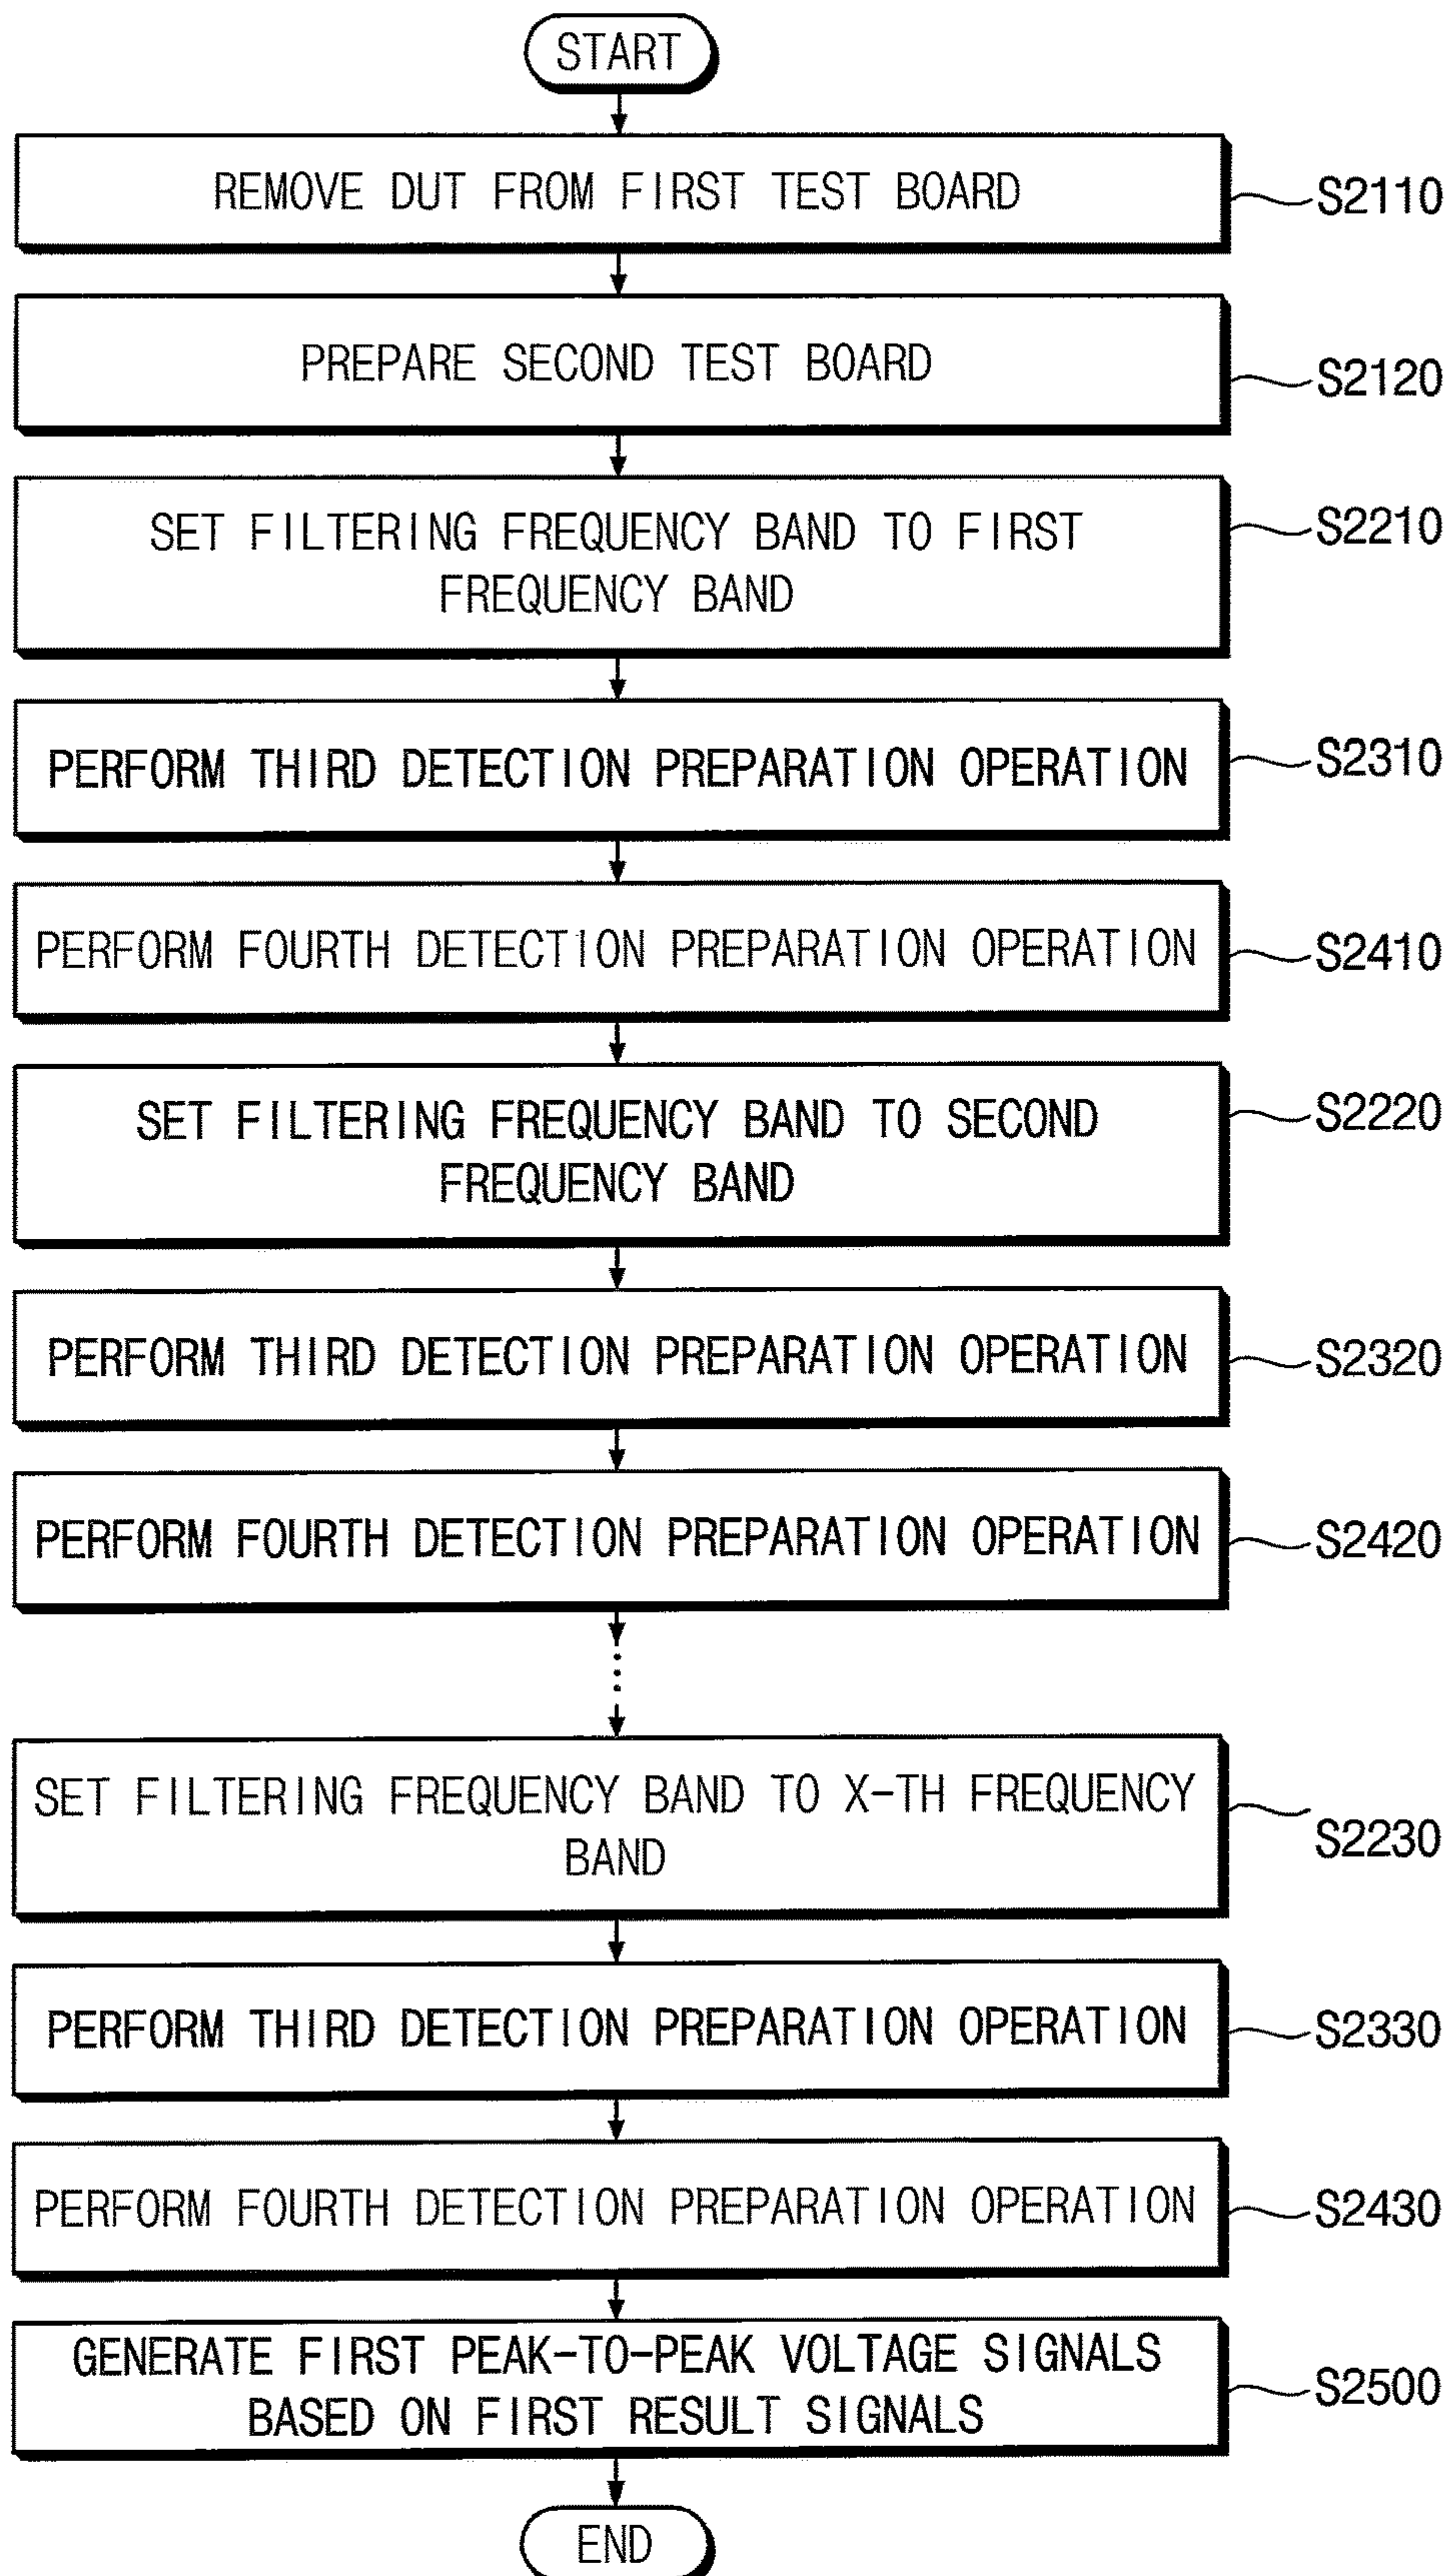 START
REMOVE DUT FROM FIRST TEST BOARD
S2110
PREPARE SECOND TEST BOARD
S2120
SET FILTERING FREQUENCY BAND TO FIRST
FREQUENCY BAND
S2210
PERFORM THIRD DETECTION PREPARATION OPERATION
S2310
PERFORM FOURTH DETECTION PREPARATION OPERATION
S2410
SET FILTERING FREQUENCY BAND TO SECOND
FREQUENCY BAND
S2220
PERFORM THIRD DETECTION PREPARATION OPERATION
S2320
PERFORM FOURTH DETECTION PREPARATION OPERATION
S2420
SET FILTERING FREQUENCY BAND TO X-TH FREQUENCY
BAND
S2230
PERFORM THIRD DETECTION PREPARATION OPERATION
S2330
PERFORM FOURTH DETECTION PREPARATION OPERATION
S2430
GENERATE FIRST PEAK-TO-PEAK VOLTAGE SIGNALS
BASED ON FIRST RESULT SIGNALS
S2500
END